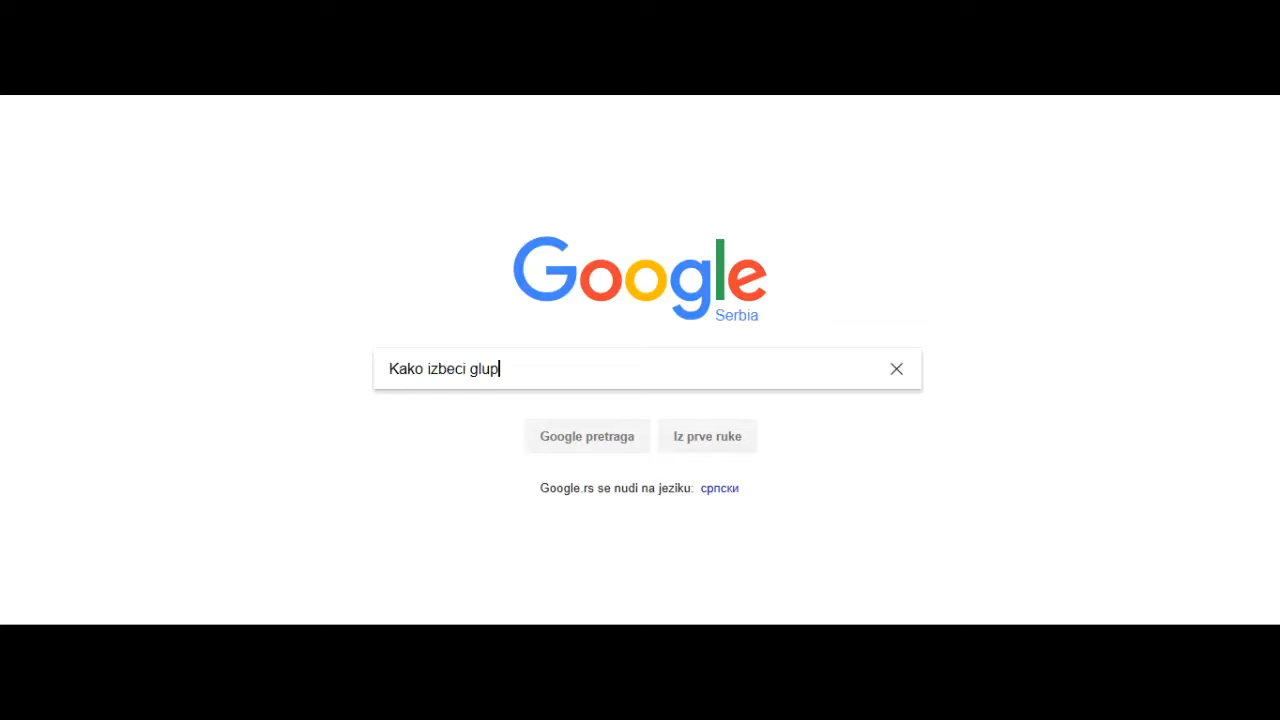 Google
Serbia
Kako izbeci glup
Google pretraga
Iz prve ruke
Google.rs se nudi na jeziku: српски